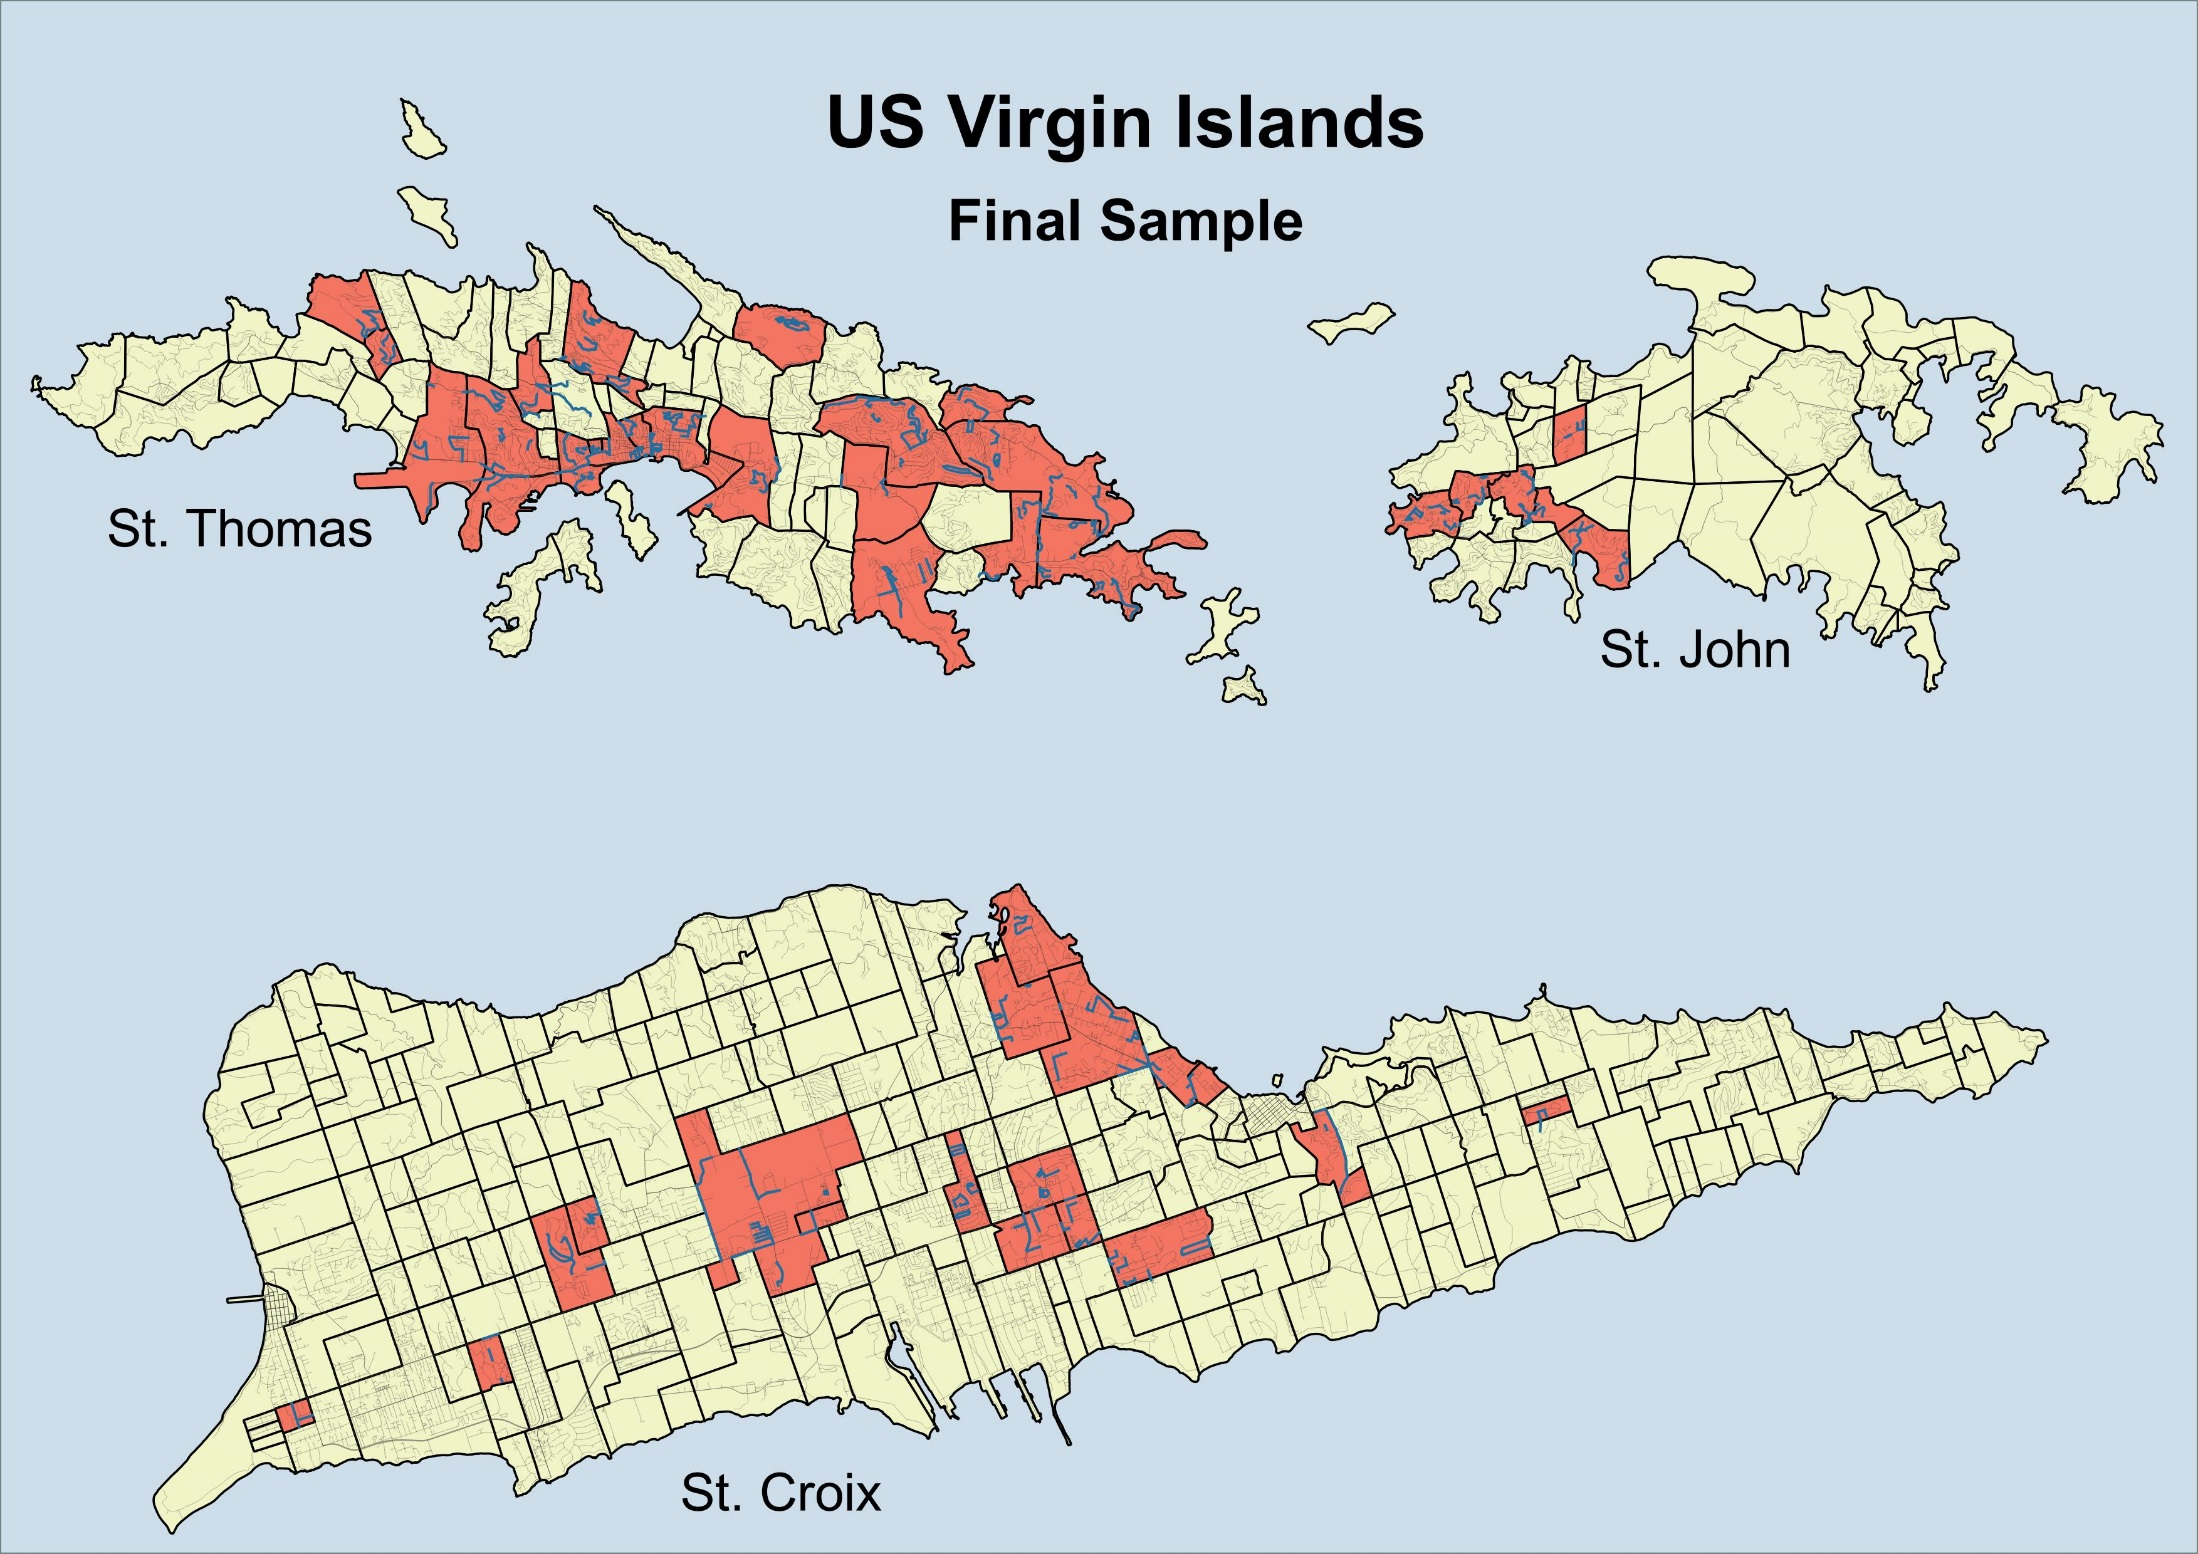 US Virgin Islands
Final Sample
St. Thomas
St. John
St. Croix